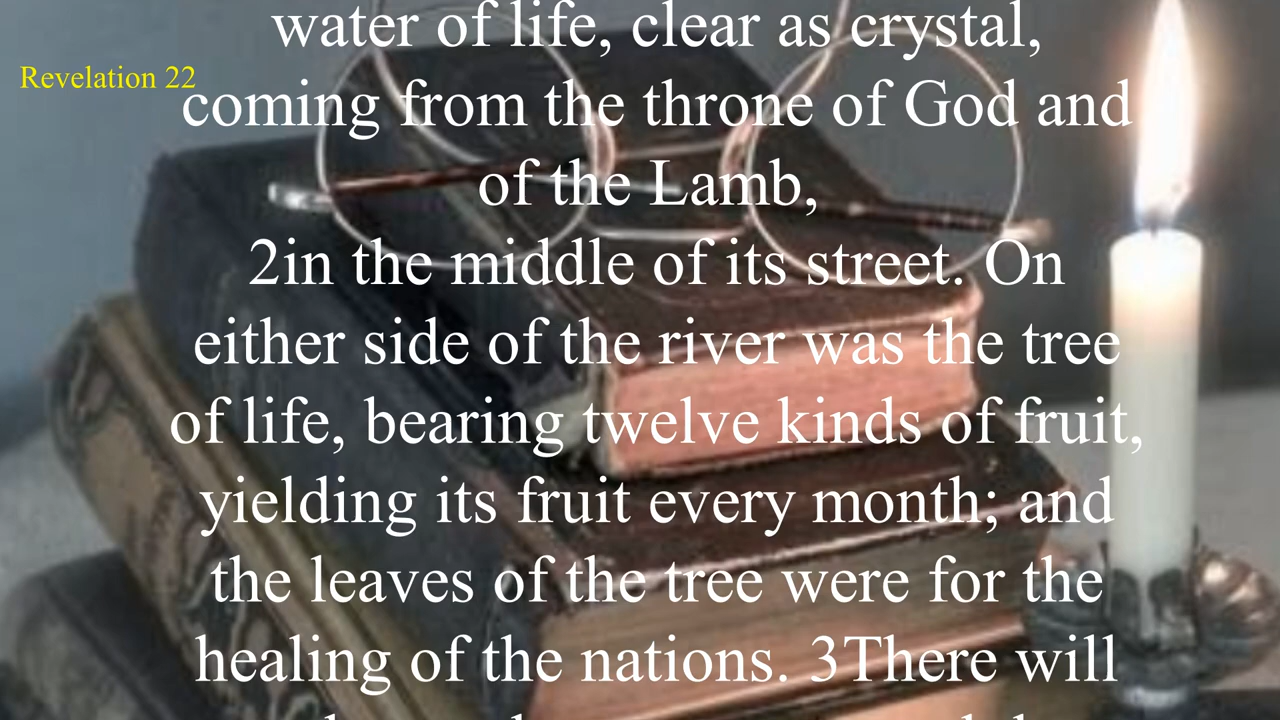 water of life, clear as crystal,
Revelation 22
coming from the throne of God and
of the Lamb,
2in the middle of its street. On
either side of the river was the tree
of life, bearing twelve kinds of fruit,
yielding its fruit every month; and
the leaves of the tree were for the
healing of the nations. 3There will